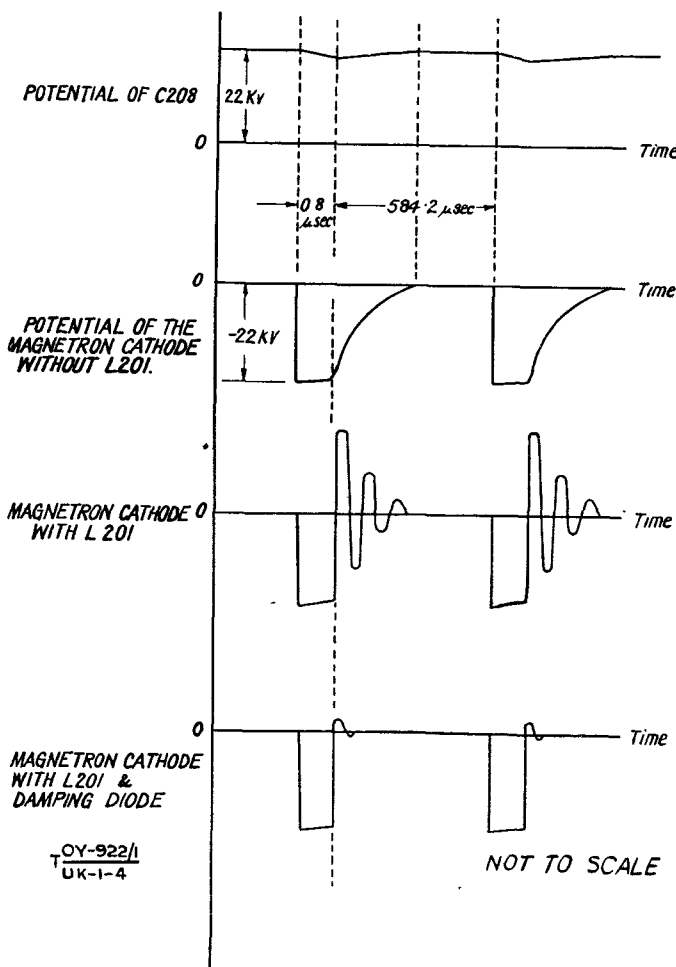 POTENTIAL OF C208
22 Kv
0
Time
0.8
μsec
584·2 μsec
0
Time
POTENTIAL OF THE
MAGNETRON CATHODE
WITHOUT L201.
-22 KV
MAGNETRON CATHODE
WITH L 201
0
Time
0
Time
MAGNETRON CATHODE
WITH L201 &
DAMPING DIODE
T OY-922/1
UK-1-4
NOT TO SCALE